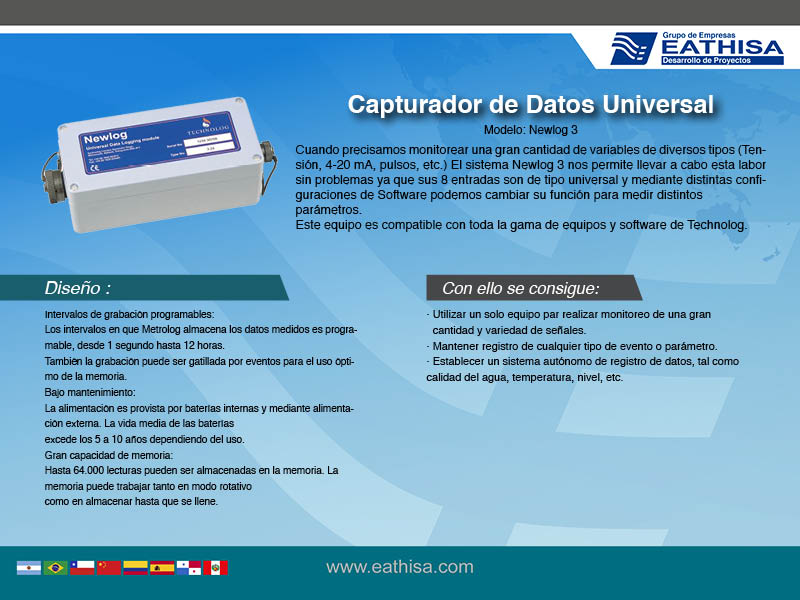 Grupo de Empresas
EATHISA
Desarrollo de Proyectos
Capturador de Datos Universal
Modelo: Newlog 3
Cuando precisamos monitorear una gran cantidad de variables de diversos tipos (Ten-
sión, 4-20 mA, pulsos, etc.) El sistema Newlog 3 nos permite llevar a cabo esta labor
sin problemas ya que sus 8 entradas son de tipo universal y mediante distintas confi-
guraciones de Software podemos cambiar su función para medir distintos
parámetros.
Este equipo es compatible con toda la gama de equipos y software de Technolog.
Newlog
Universal Data Logging module
TECHNOLOG
Serial No
Type No
Diseño :
Intervalos de grabación programables:
Los intervalos en que Metrolog almacena los datos medidos es progra-
mable, desde 1 segundo hasta 12 horas.
También la grabación puede ser gatillada por eventos para el uso ópti-
mo de la memoria.
Bajo mantenimiento:
La alimentación es provista por baterías internas y mediante alimenta-
ción externa. La vida media de las baterías
excede los 5 a 10 años dependiendo del uso.
Gran capacidad de memoria:
Hasta 64.000 lecturas pueden ser almacenadas en la memoria. La
memoria puede trabajar tanto en modo rotativo
como en almacenar hasta que se llene.
Con ello se consigue:
· Utilizar un solo equipo par realizar monitoreo de una gran
cantidad y variedad de señales.
· Mantener registro de cualquier tipo de evento o parámetro.
· Establecer un sistema autónomo de registro de datos, tal como
calidad del agua, temperatura, nivel, etc.
www.eathisa.com